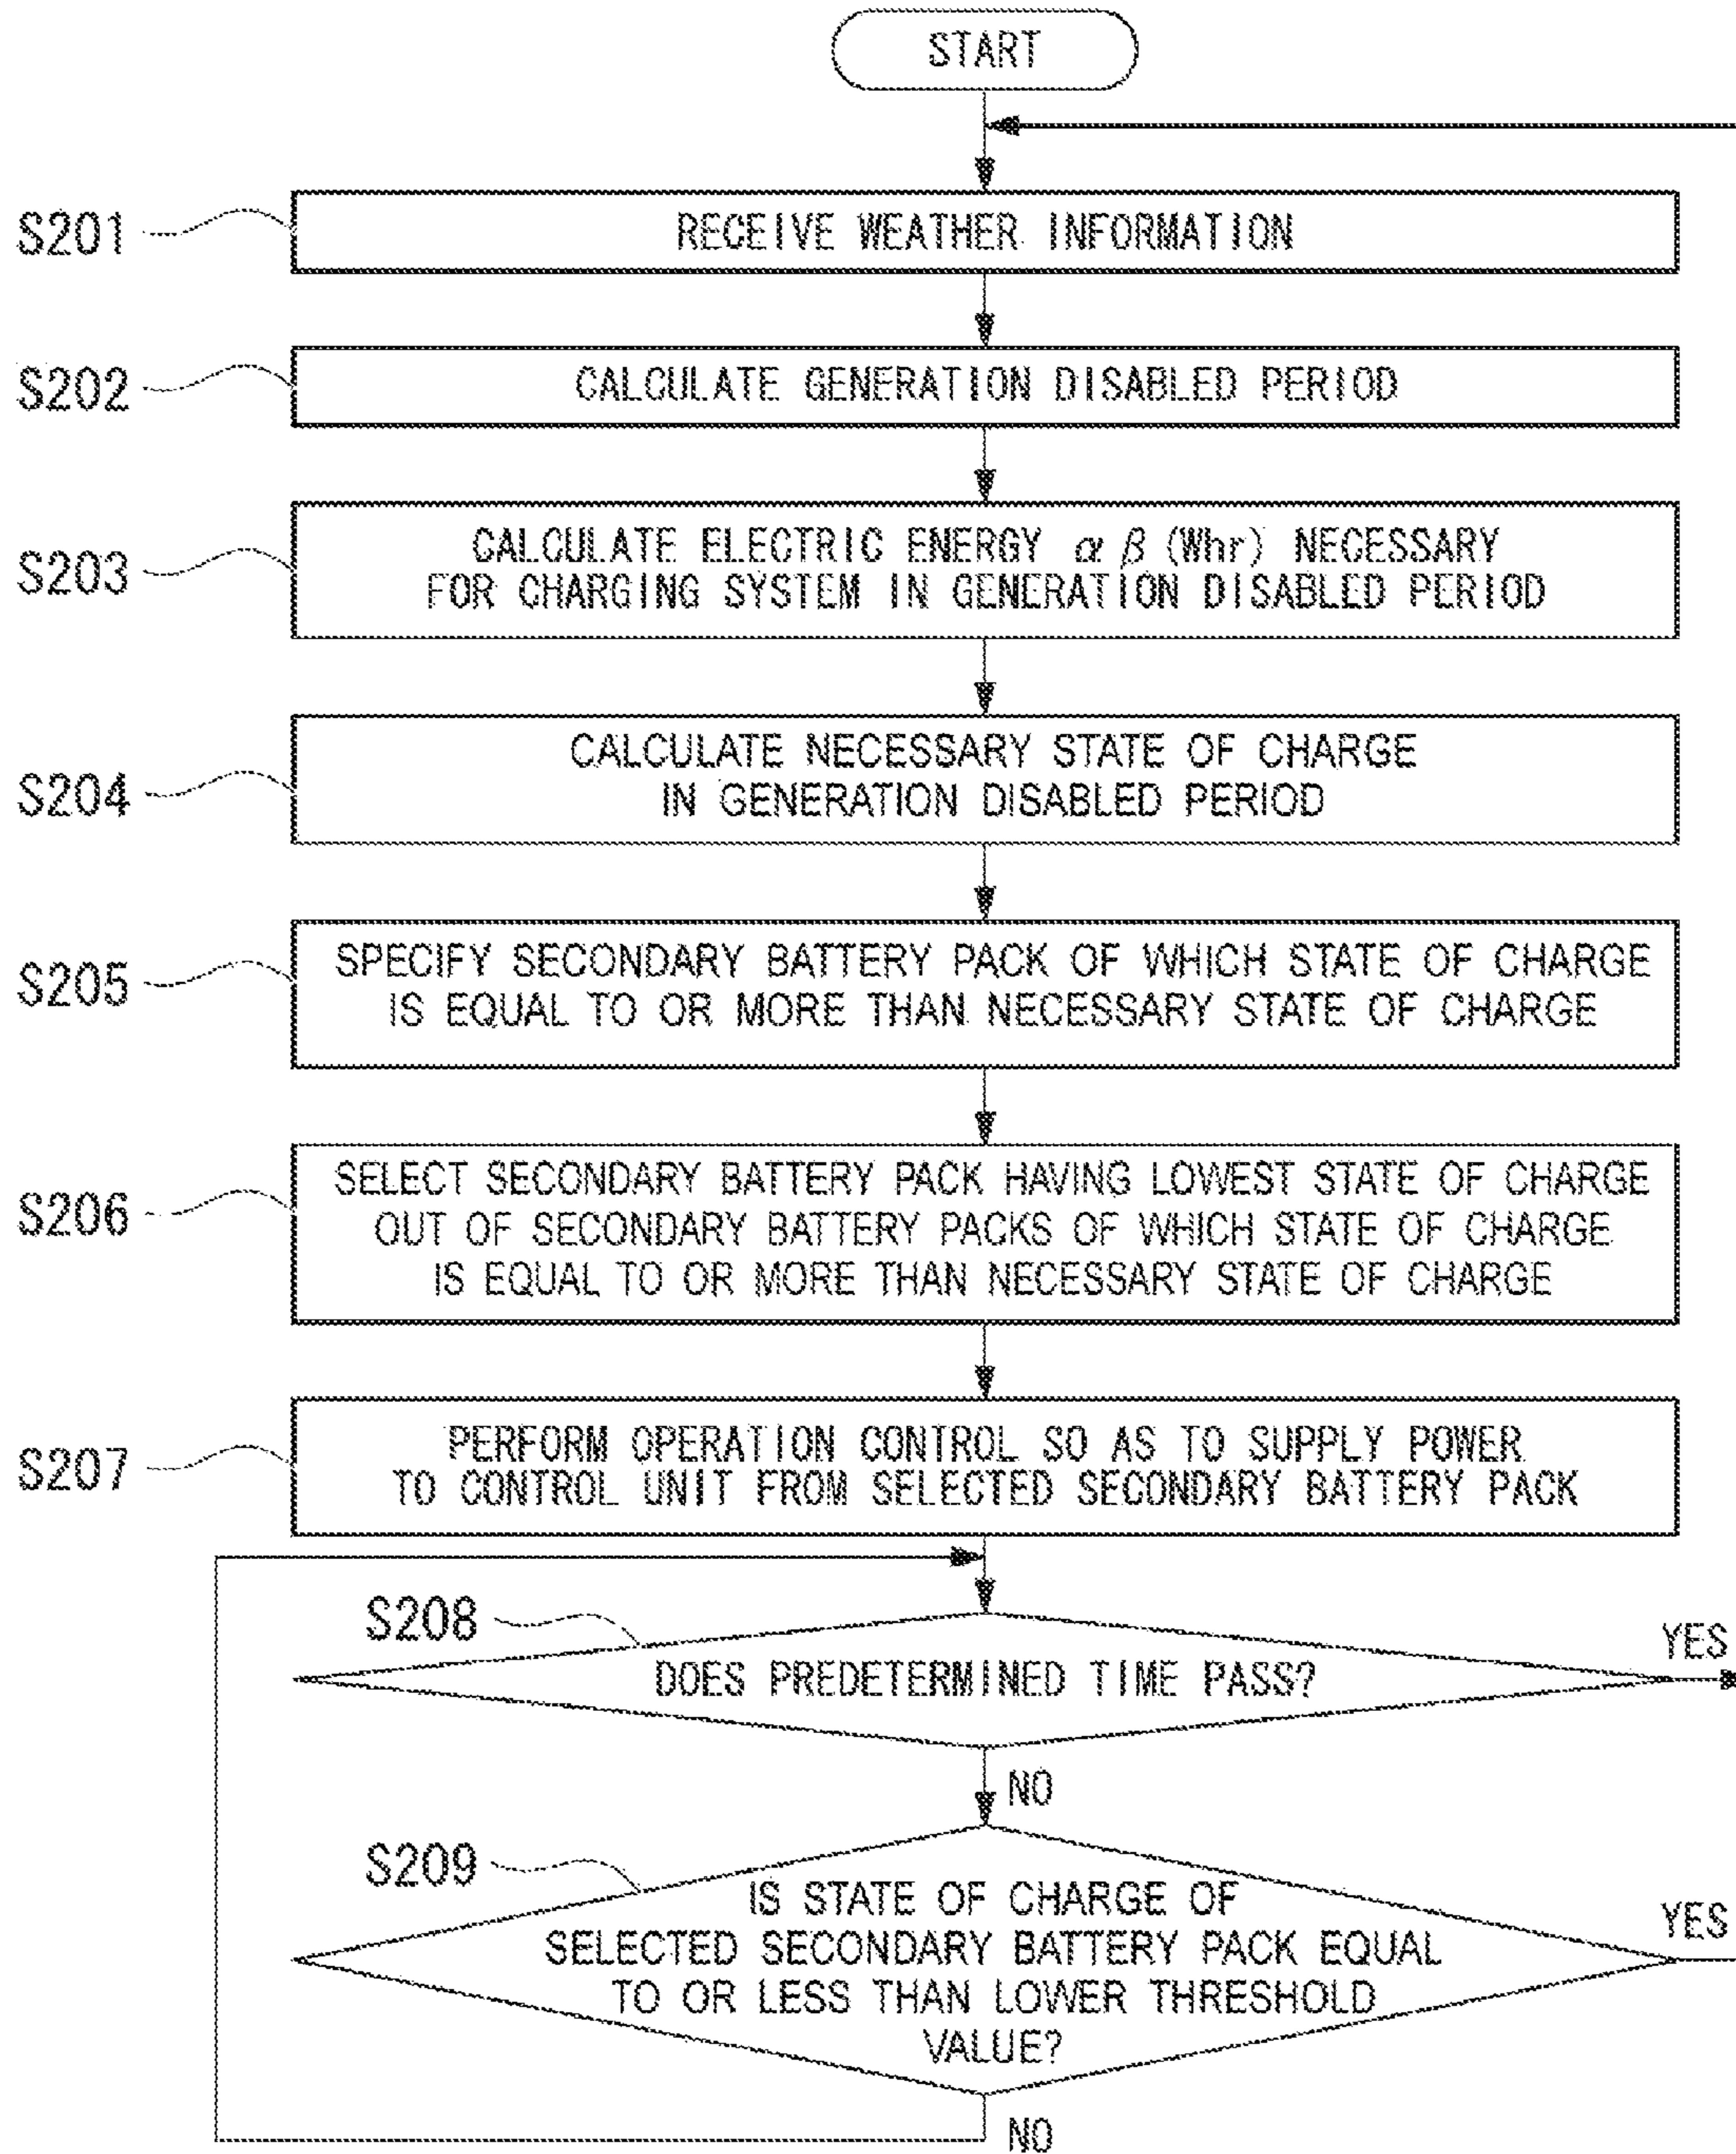 START
S201
RECEIVE WEATHER INFORMATION
S202
CALCULATE GENERATION DISABLED PERIOD
S203
CALCULATE ELECTRIC ENERGY α β (Whr) NECESSARY
FOR CHARGING SYSTEM IN GENERATION DISABLED PERIOD
S204
CALCULATE NECESSARY STATE OF CHARGE
IN GENERATION DISABLED PERIOD
S205
SPECIFY SECONDARY BATTERY PACK OF WHICH STATE OF CHARGE
IS EQUAL TO OR MORE THAN NECESSARY STATE OF CHARGE
S206
SELECT SECONDARY BATTERY PACK HAVING LOWEST STATE OF CHARGE
OUT OF SECONDARY BATTERY PACKS OF WHICH STATE OF CHARGE
IS EQUAL TO OR MORE THAN NECESSARY STATE OF CHARGE
S207
PERFORM OPERATION CONTROL SO AS TO SUPPLY POWER
TO CONTROL UNIT FROM SELECTED SECONDARY BATTERY PACK
S208
DOES PREDETERMINED TIME PASS?
YES
NO
S209
IS STATE OF CHARGE OF
SELECTED SECONDARY BATTERY PACK EQUAL
TO OR LESS THAN LOWER THRESHOLD
VALUE?
YES
NO